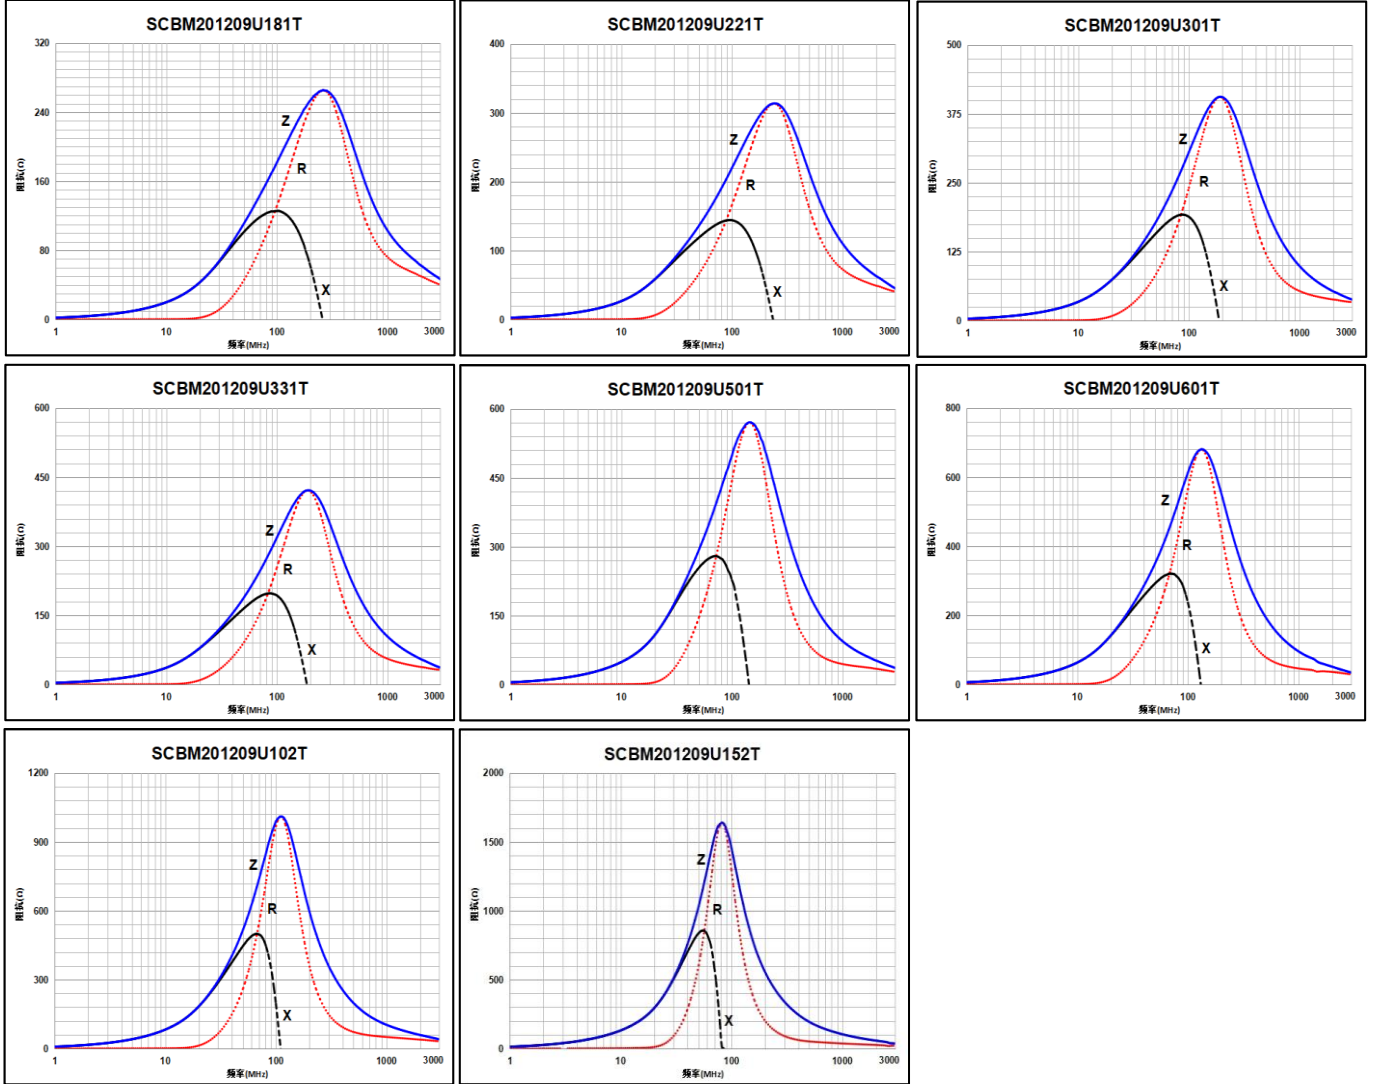 SCBM201209U181T
320
240
160
80
0
阻抗(Ω)
Z
R
X
1 10 100 1000 3000
频率(MHz)
SCBM201209U221T
400
300
200
100
0
阻抗(Ω)
Z
R
X
1 10 100 1000 3000
频率(MHz)
SCBM201209U301T
500
375
250
125
0
阻抗(Ω)
Z
R
X
1 10 100 1000 3000
频率(MHz)
SCBM201209U331T
600
450
300
150
0
阻抗(Ω)
Z
R
X
1 10 100 1000 3000
频率(MHz)
SCBM201209U501T
600
450
300
150
0
阻抗(Ω)
1 10 100 1000 3000
频率(MHz)
SCBM201209U601T
800
600
400
200
0
阻抗(Ω)
Z
R
X
1 10 100 1000 3000
频率(MHz)
SCBM201209U102T
1200
900
600
300
0
阻抗(Ω)
Z
R
X
1 10 100 1000 3000
频率(MHz)
SCBM201209U152T
2000
1500
1000
500
0
阻抗(Ω)
Z
R
X
1 10 100 1000 3000
频率(MHz)